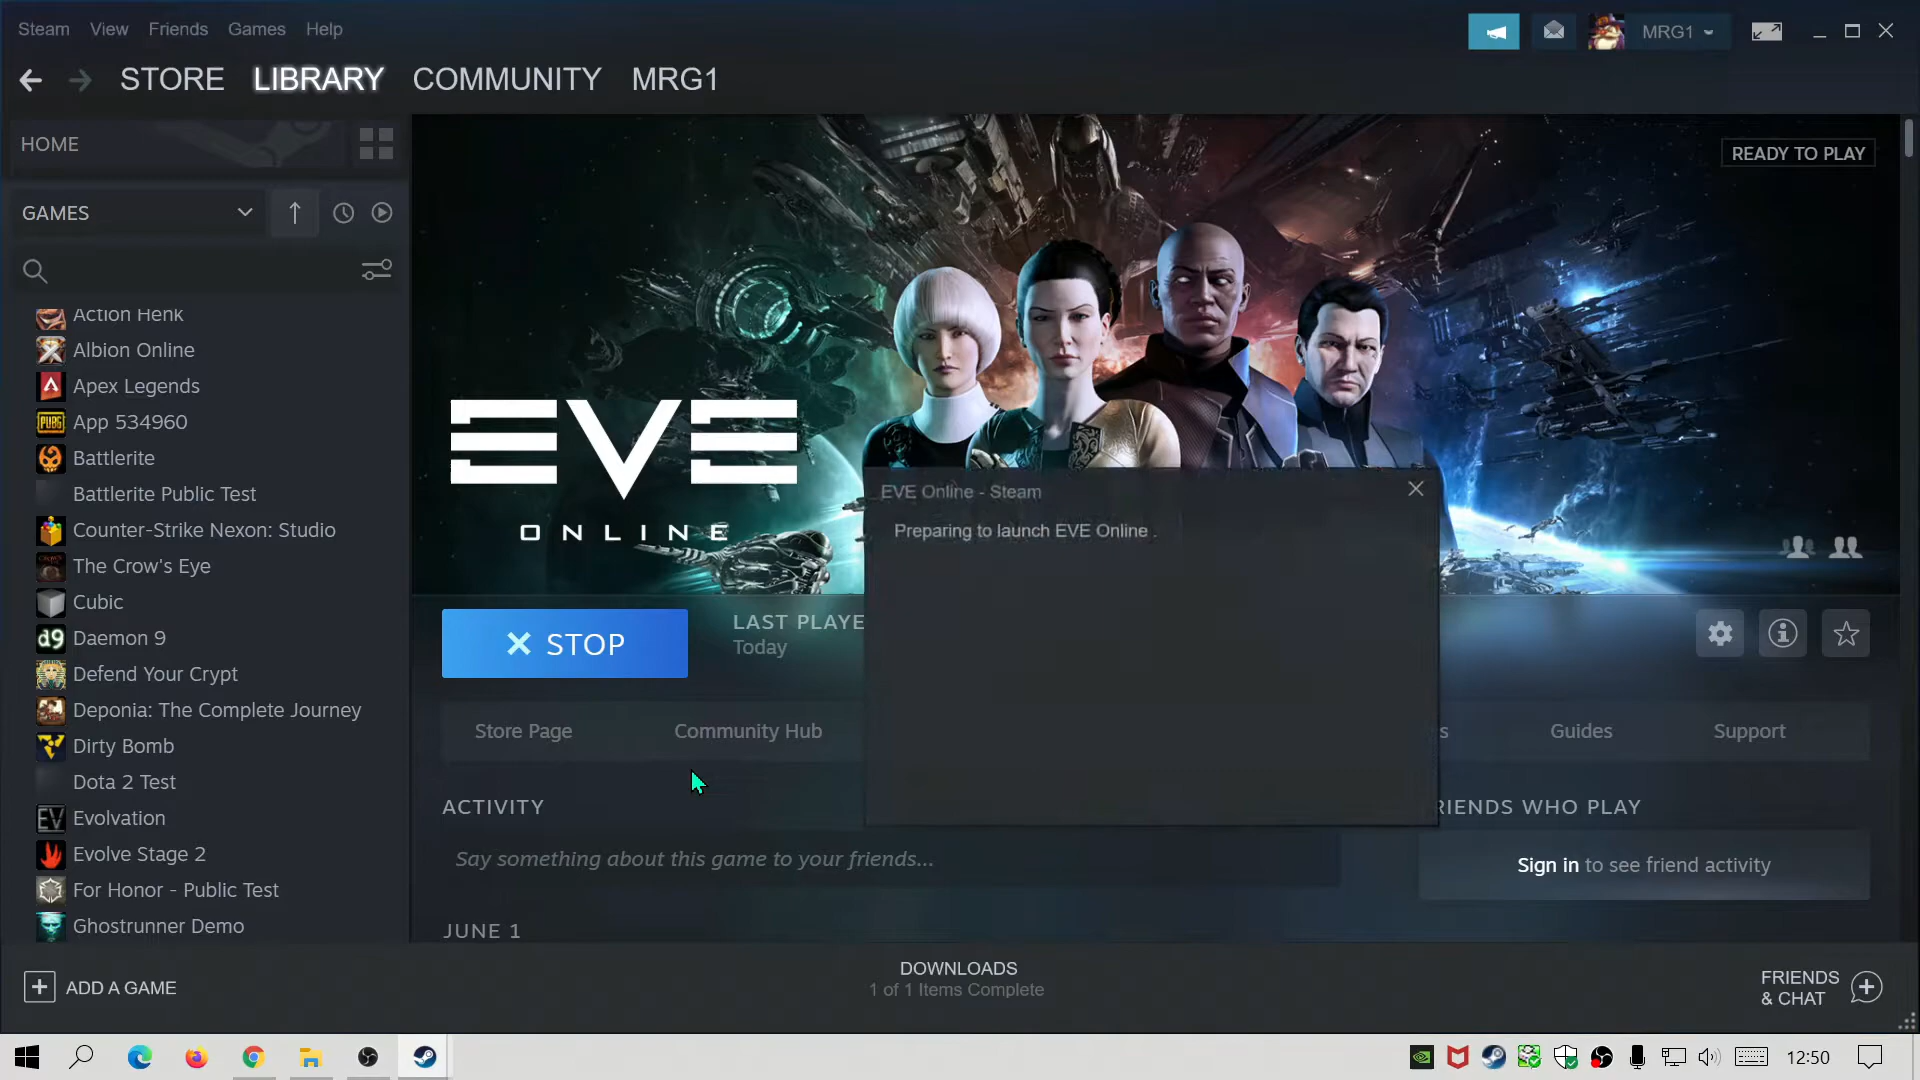 Steam View Friends Games Help
MRG1
STORE LIBRARY COMMUNITY MRG1
HOME
READY TO PLAY
GAMES
Action Henk
Albion Online
Apex Legends
App 534960
Battlerite
Battlerite Public Test
Counter-Strike Nexon: Studio
The Crow's Eye
Cubic
Daemon 9
Defend Your Crypt
Deponia: The Complete Journey
Dirty Bomb
Dota 2 Test
Evolvation
Evolve Stage 2
For Honor - Public Test
Ghostrunner Demo
EVE
ONLINE
EVE Online - Steam
Preparing to launch EVE Online .
STOP
LAST PLAYE
Today
Store Page Community Hub Guides Support
ACTIVITY
Say something about this game to your friends...
JUNE 1
RIENDS WHO PLAY
Sign in to see friend activity
ADD A GAME
DOWNLOADS
1 of 1 Items Complete
FRIENDS
& CHAT
12:50